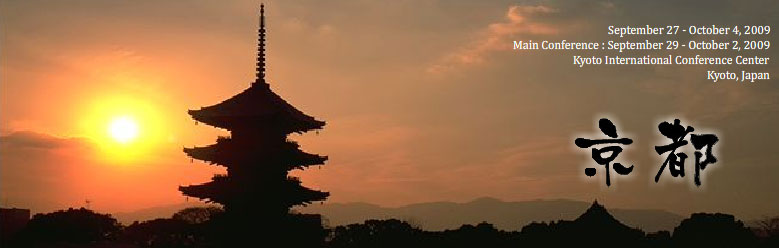 September 27 - October 4, 2009
Main Conference : September 29 - October 2, 2009
Kyoto International Conference Center
Kyoto, Japan
京都